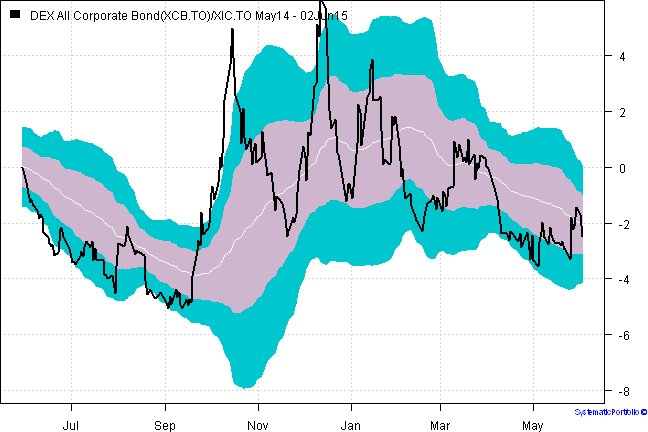 DEX All Corporate Bond(XCB.TO)/XIC.TO May14 - 02Jun15
4
2
0
-2
-4
-6
-8
Jul Sep Nov Jan Mar May
SystematicPortfolio ©